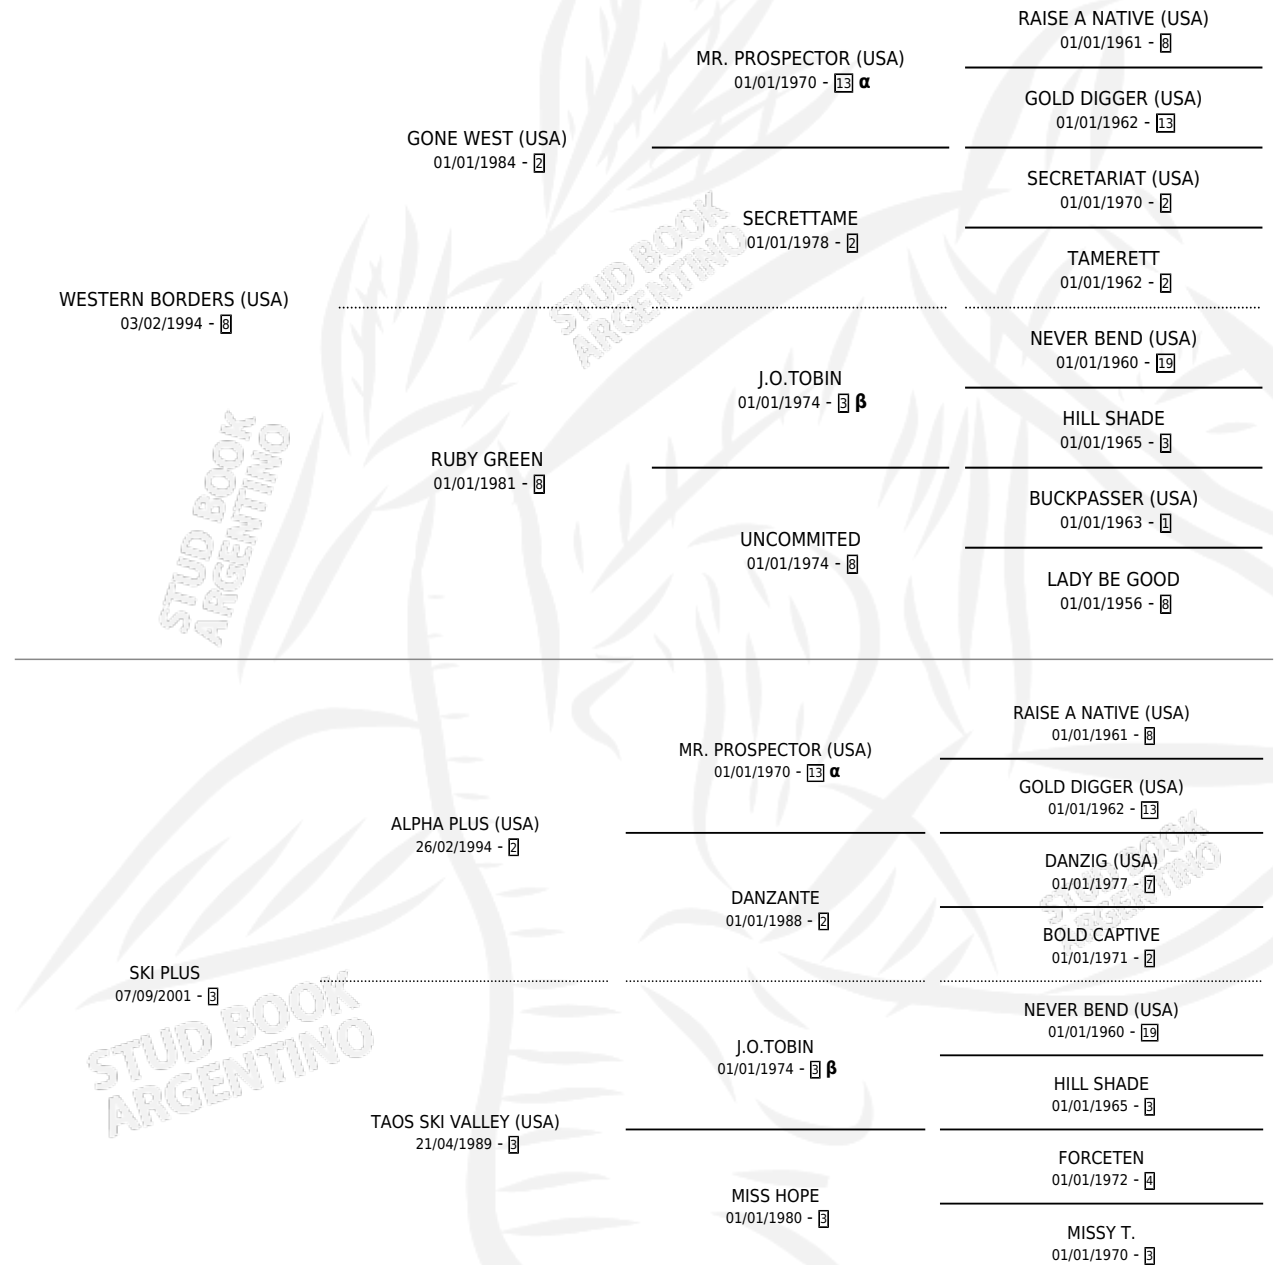 RAISE A NATIVE (USA)
01/01/1961 - 8
MR. PROSPECTOR (USA)
01/01/1970 - 13 α
GOLD DIGGER (USA)
01/01/1962 - 13
GONE WEST (USA)
01/01/1984 - 2
SECRETARIAT (USA)
01/01/1970 - 2
SECRETTAME
01/01/1978 - 2
TAMERETT
01/01/1962 - 2
WESTERN BORDERS (USA)
03/02/1994 - 8
NEVER BEND (USA)
01/01/1960 - 19
J.O.TOBIN
01/01/1974 - 3 β
HILL SHADE
01/01/1965 - 3
RUBY GREEN
01/01/1981 - 8
BUCKPASSER (USA)
01/01/1963 - 1
UNCOMMITED
01/01/1974 - 8
LADY BE GOOD
01/01/1956 - 8
RAISE A NATIVE (USA)
01/01/1961 - 8
MR. PROSPECTOR (USA)
01/01/1970 - 13 α
GOLD DIGGER (USA)
01/01/1962 - 13
ALPHA PLUS (USA)
26/02/1994 - 2
DANZIG (USA)
01/01/1977 - 7
DANZANTE
01/01/1988 - 2
BOLD CAPTIVE
01/01/1971 - 2
SKI PLUS
07/09/2001 - 3
NEVER BEND (USA)
01/01/1960 - 19
J.O.TOBIN
01/01/1974 - 3 β
HILL SHADE
01/01/1965 - 3
TAOS SKI VALLEY (USA)
21/04/1989 - 3
FORCETEN
01/01/1972 - 4
MISS HOPE
01/01/1980 - 3
MISSY T.
01/01/1970 - 3
STUD BOOK
ARGENTINO
STUD BOOK
ARGENTINO
STUD BOOK
ARGENTINO
STUD BOOK
ARGENTINO